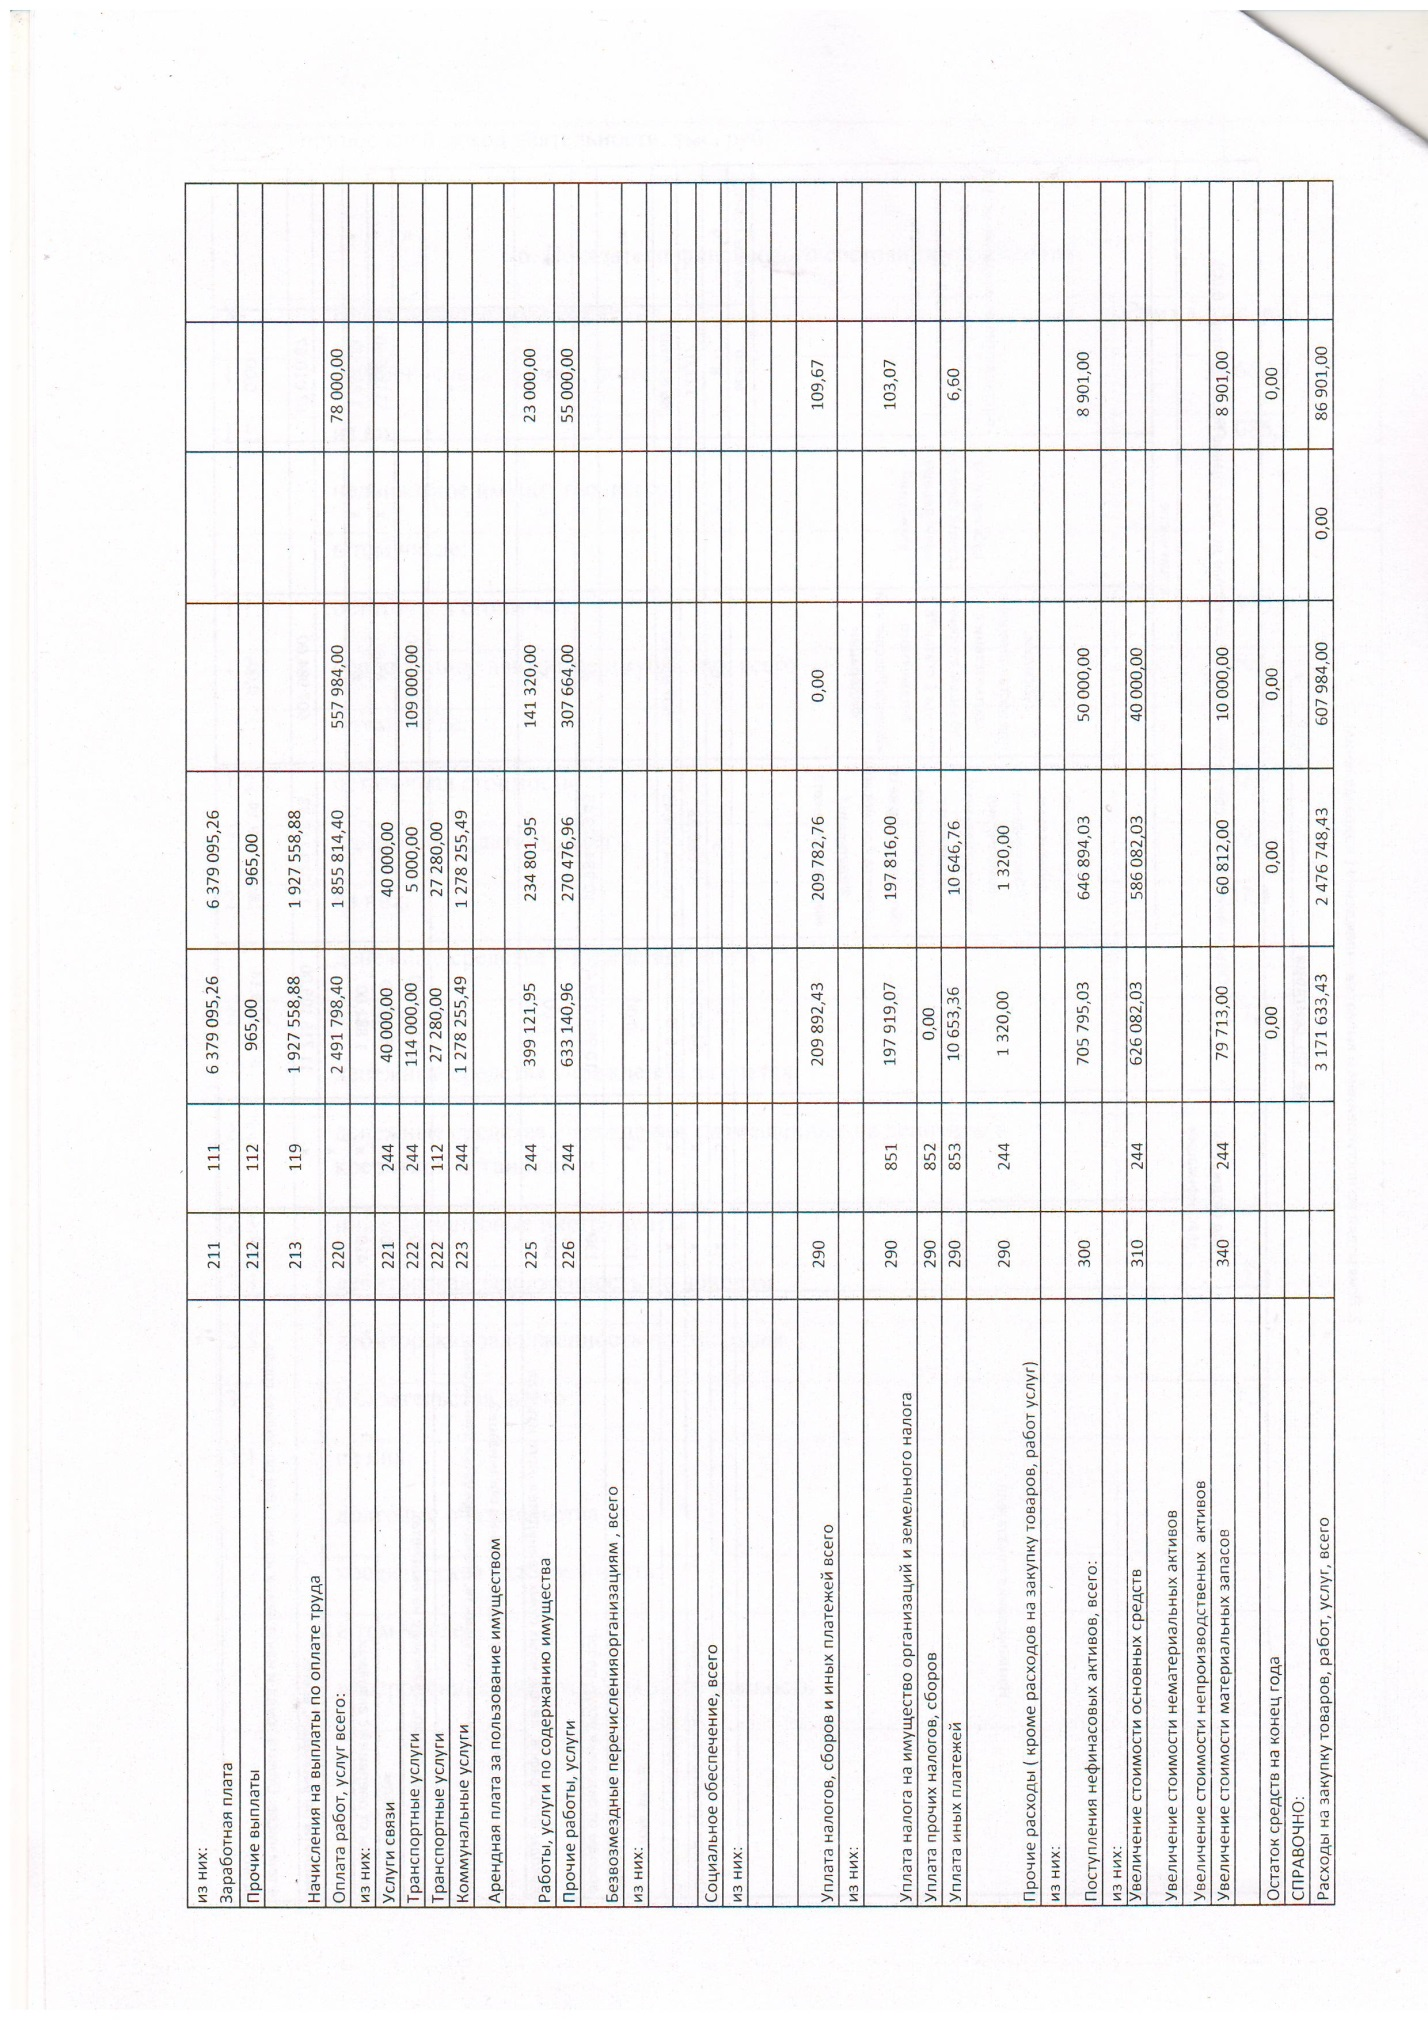 из них:
Заработная плата 211 111 6 379 095,26 6 379 095,26
Прочие выплаты 212 112 965,00 965,00
Начисления на выплаты по оплате труда 213 119 1 927 558,88 1 927 558,88
Оплата работ, услуг всего: 220 2 491 798,40 1 855 814,40 557 984,00 78 000,00
из них:
Услуги связи 221 244 40 000,00 40 000,00
Транспортные услуги 222 244 114 000,00 5 000,00 109 000,00
Транспортные услуги 222 112 27 280,00 27 280,00
Коммунальные услуги 223 244 1 278 255,49 1 278 255,49
Арендная плата за пользование имуществом
Работы, услуги по содержанию имущества 225 244 399 121,95 234 801,95 141 320,00 23 000,00
Прочие работы, услуги 226 244 633 140,96 270 476,96 307 664,00 55 000,00
Безвозмездные перечисленияорганизациям , всего
из них:
Социальное обеспечение, всего
из них:
Уплата налогов, сборов и иных платежей всего 290 209 892,43 209 782,76 0,00 109,67
из них:
Уплата налога на имущество организаций и земельного налога 290 851 197 919,07 197 816,00 103,07
Уплата прочих налогов, сборов 290 852 0,00
Уплата иных платежей 290 853 10 653,36 10 646,76 6,60
Прочие расходы ( кроме расходов на закупку товаров, работ услуг) 290 244 1 320,00 1 320,00
из них:
Поступления нефинасовых активов, всего: 300 705 795,03 646 894,03 50 000,00 8 901,00
из них:
Увеличение стоимости основных средств 310 244 626 082,03 586 082,03 40 000,00
Увеличение стоимости нематериальных активов
Увеличение стоимости непроизводственых активов
Увеличение стоимости материальных запасов 340 244 79 713,00 60 812,00 10 000,00 8 901,00
Остаток средств на конец года 0,00 0,00 0,00 0,00
СПРАВОЧНО:
Расходы на закупку товаров, работ, услуг, всего 3 171 633,43 2 476 748,43 607 984,00 0,00 86 901,00